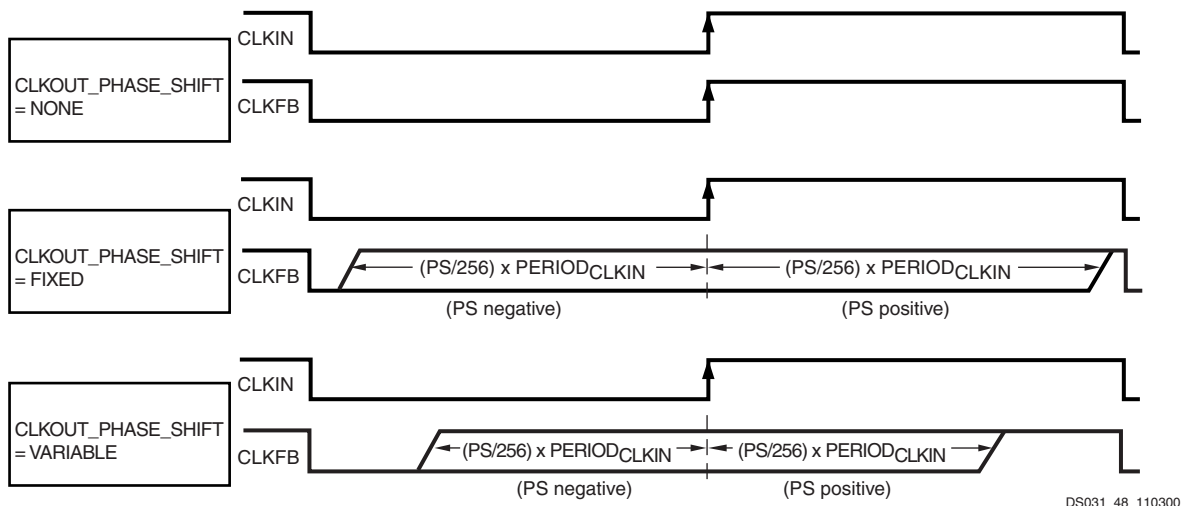 CLKIN
CLKOUT_PHASE_SHIFT
= NONE
CLKFB
CLKIN
CLKOUT_PHASE_SHIFT
= FIXED
CLKFB
(PS/256) x PERIODCLKIN
(PS/256) x PERIODCLKIN
(PS negative)
(PS positive)
CLKIN
CLKOUT_PHASE_SHIFT
= VARIABLE
CLKFB
(PS/256) x PERIODCLKIN
(PS/256) x PERIODCLKIN
(PS negative)
(PS positive)
DS031_48_110300